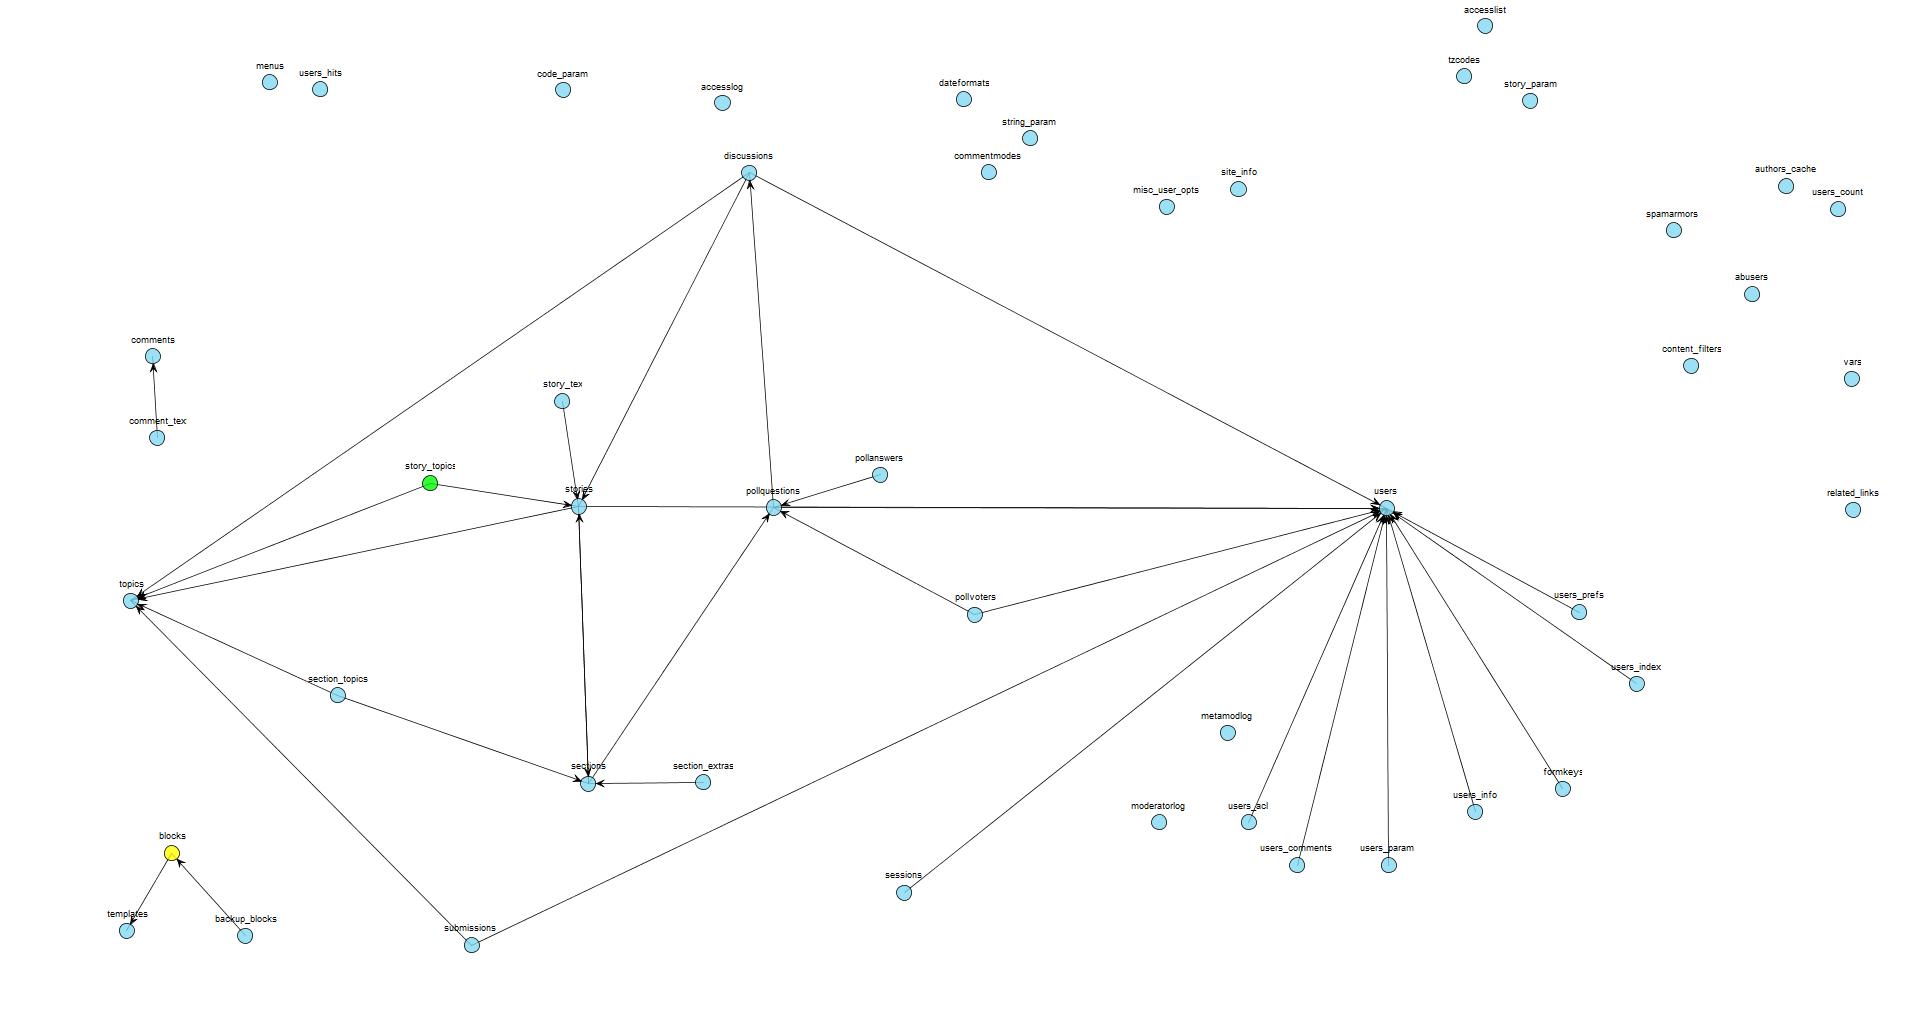 accesslist
tzcodes
menus
users_hits
code_param
dateformats
story_param
accesslog
string_param
discussions
commentmodes
authors_cache
site_info
misc_user_opts
users_count
spamarmors
abusers
comments
content_filters
vars
story_tex
comment_tex
pollanswers
story_topics
stories
pollquestions
users
related_links
topics
users_prefs
pollvoters
users_index
section_topics
metamodlog
sections
section_extras
formkeys
users_info
moderatorlog
users_acl
blocks
users_comments
users_param
sessions
templates
backup_blocks
submissions